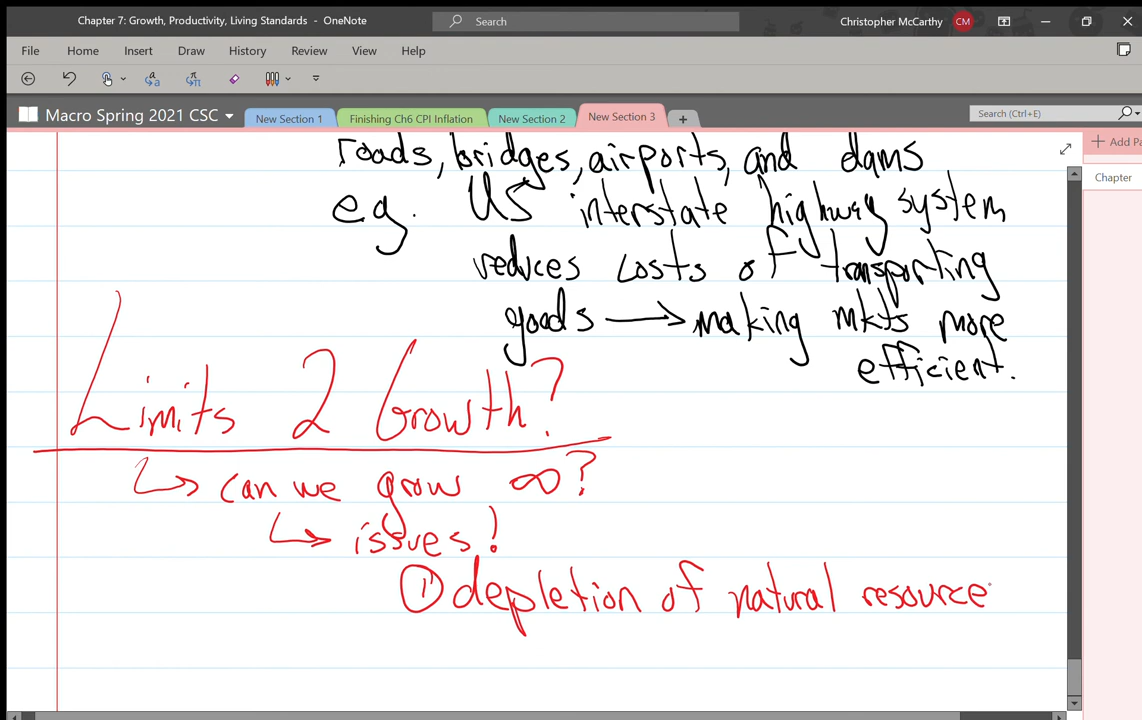 Chapter 7: Growth, Productivity, Living Standards - OneNote
Search
Christopher McCarthy
CM
File Home Insert Draw History Review View Help
Macro Spring 2021 CSC
New Section 1
Finishing Ch6 CPI Inflation
New Section 2
New Section 3
Search (Ctrl+E)
Add Pa
Chapter
roads, bridges, airports, and dams
e.g. US interstate highway system
reduces costs of transporting
goods → making mkts more
efficient.
Limits 2 Growth?
↳ can we grow ∞?
↳ issues!
① depletion of natural resource